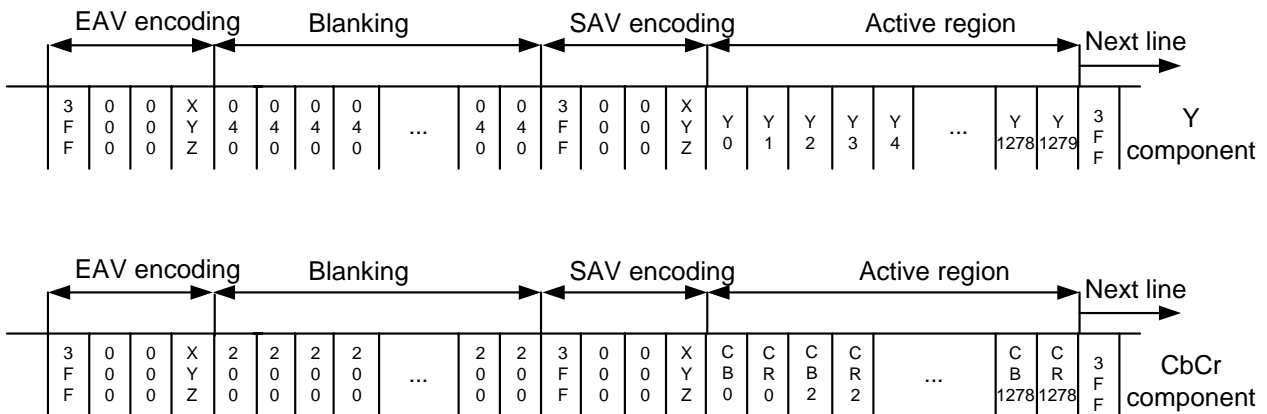 EAV encoding Blanking SAV encoding Active region Next line
3FF 000 000 XYZ 040 040 040 040 ... 040 040 3FF 000 000 XYZ Y0 Y1 Y2 Y3 Y4 ... Y1278 Y1279 3FF Y component
EAV encoding Blanking SAV encoding Active region Next line
3FF 000 000 XYZ 200 200 200 200 ... 200 200 3FF 000 000 XYZ CB0 CR0 CB2 CR2 ... CB1278 CR1278 3FF CbCr component